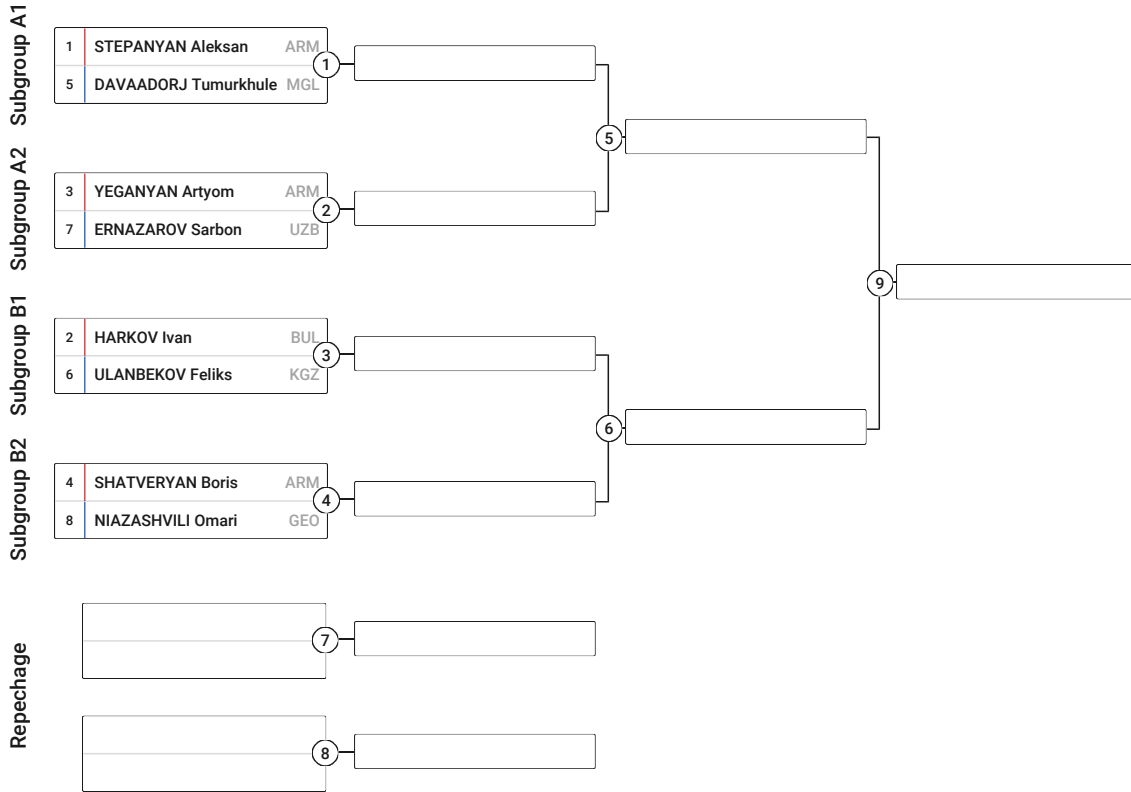 Subgroup A1
1 STEPANYAN Aleksan ARM
5 DAVAADORJ Tumurkhule MGL
1
5
Subgroup A2
3 YEGANYAN Artyom ARM
7 ERNAZAROV Sarbon UZB
2
9
Subgroup B1
2 HARKOV Ivan BUL
6 ULANBEKOV Feliks KGZ
3
6
Subgroup B2
4 SHATVERYAN Boris ARM
8 NIAZASHVILI Omari GEO
4
Repechage
7
8